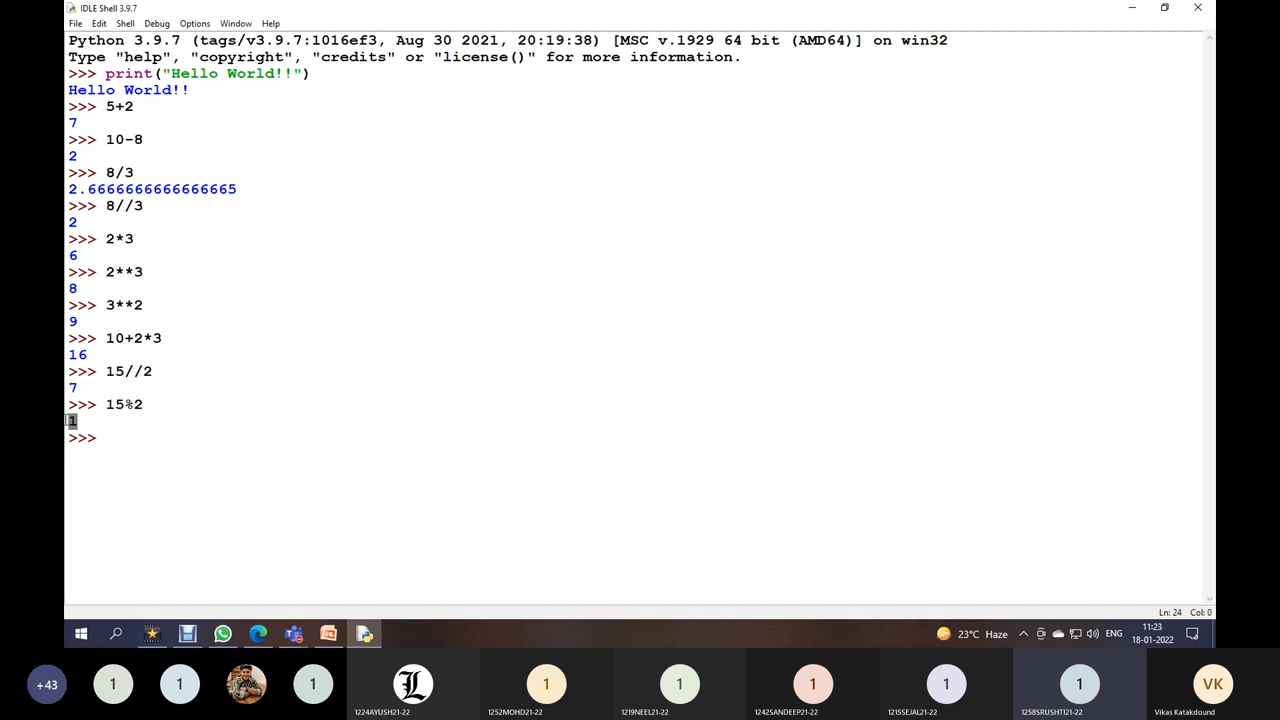 IDLE Shell 3.9.7
File Edit Shell Debug Options Window Help
Python 3.9.7 (tags/v3.9.7:1016ef3, Aug 30 2021, 20:19:38) [MSC v.1929 64 bit (AMD64)] on win32
Type "help", "copyright", "credits" or "license()" for more information.
>>> print("Hello World!!")
Hello World!!
>>> 5+2
7
>>> 10-8
2
>>> 8/3
2.6666666666666665
>>> 8//3
2
>>> 2*3
6
>>> 2**3
8
>>> 3**2
9
>>> 10+2*3
16
>>> 15//2
7
>>> 15%2
1
>>>
Ln: 24 Col: 0
23°C Haze ENG 11:23
18-01-2022
+43 1 1 1 L 1 1 1 1 1 VK
1224AYUSH21-22 1252MOHD21-22 1219NEEL21-22 1242SANDEEP21-22 1215SEJAL21-22 1258SRUSHTI21-22 Vikas Katakdound